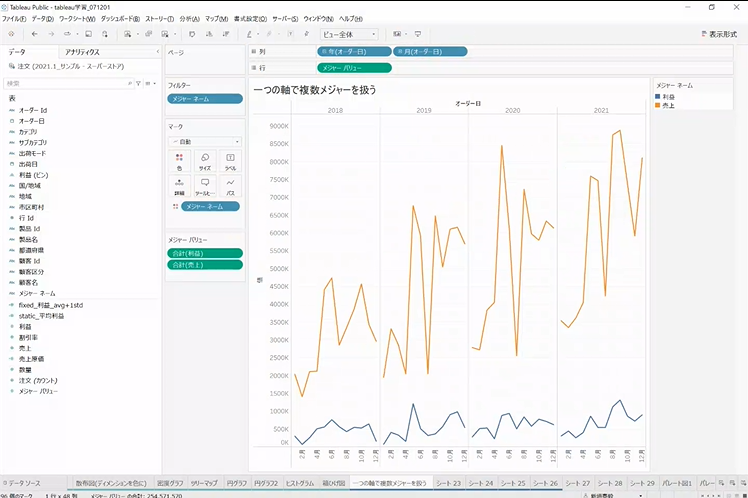 Tableau Public - tableau学習_071201
ファイル(F) データ(D) ワークシート(W) ダッシュボード(B) ストーリー(T) 分析(A) マップ(M) 書式設定(O) サーバー(S) ウィンドウ(N) ヘルプ(H)
ビュー全体
表示形式
データ
アナリティクス
注文 (2021.1_サンプル - スーパーストア)
検索
表
オーダー Id
オーダー日
カテゴリ
サブカテゴリ
出荷モード
出荷日
利益 (ビン)
国/地域
地域
市区町村
行 Id
製品 Id
製品名
都道府県
顧客 Id
顧客区分
顧客名
メジャー ネーム
fixed_利益_avg+1std
static_平均利益
利益
割引率
売上
売上原価
数量
注文 (カウント)
メジャー バリュー
ページ
フィルター
メジャー ネーム
マーク
自動
色
サイズ
ラベル
詳細
ツールヒ...
パス
メジャー ネーム
メジャー バリュー
合計(利益)
合計(売上)
列
年(オーダー日)
月(オーダー日)
行
メジャー バリュー
一つの軸で複数メジャーを扱う
オーダー日
2018 2019 2020 2021
9000K
8500K
8000K
7500K
7000K
6500K
6000K
5500K
5000K
4500K
4000K
3500K
3000K
2500K
2000K
1500K
1000K
500K
0K
値
2月 4月 6月 8月 10月 12月 2月 4月 6月 8月 10月 12月 2月 4月 6月 8月 10月 12月 2月 4月 6月 8月 10月 12月
メジャー ネーム
利益
売上
データ ソース
散布図(ディメンションを色に) 密度グラフ ツリーマップ 円グラフ 円グラフ2 ヒストグラム 箱ひげ図 一つの軸で複数メジャーを扱う シート 23 シート 24 シート 25 シート 26 シート 27 シート 28 シート 29 パレート図1
96 個のマーク 1 行 x 48 列 メジャー バリューの合計: 254,571,570